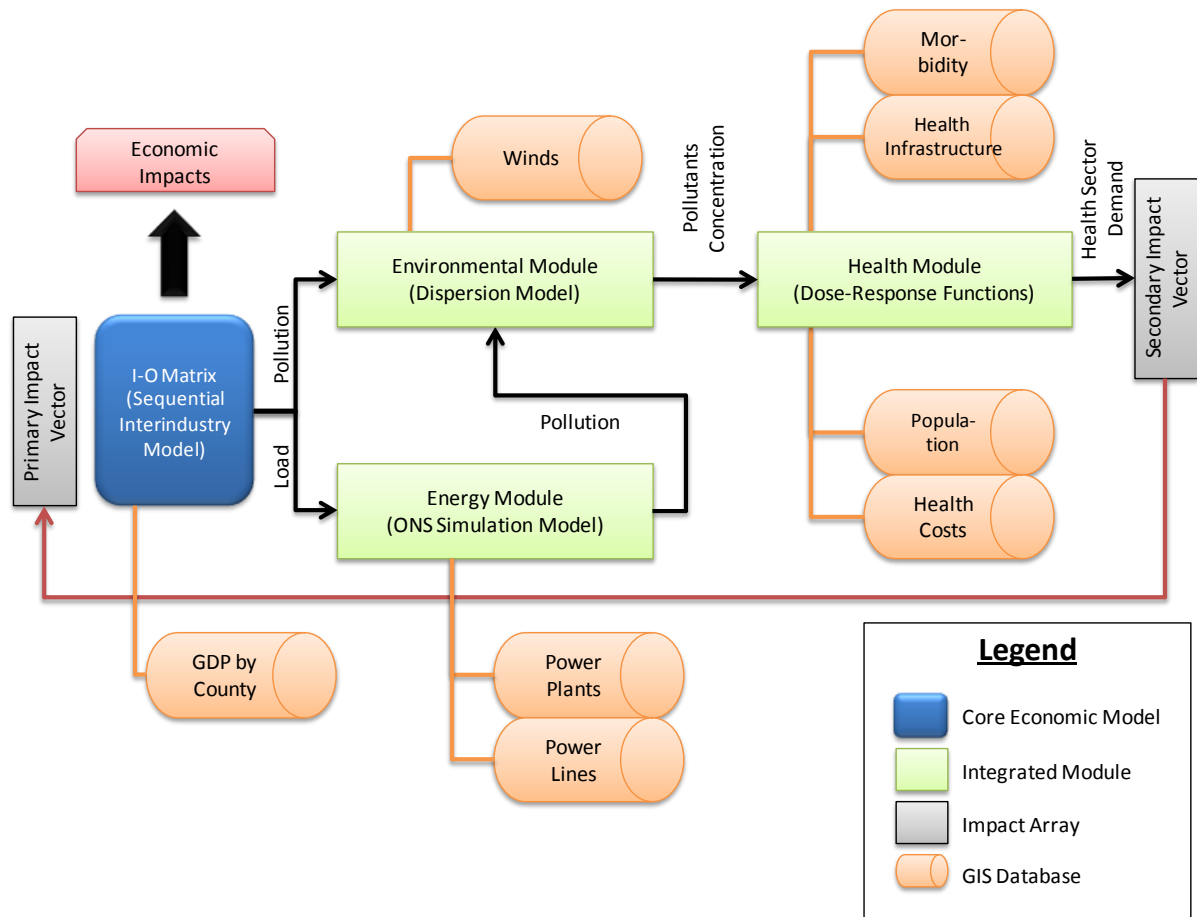 Mor-
bidity
Health
Infrastructure
Economic
Impacts
Winds
Pollutants
Concentration
Health Sector
Demand
Environmental Module
(Dispersion Model)
Health Module
(Dose-Response Functions)
Secondary Impact
Vector
Primary Impact
Vector
I-O Matrix
(Sequential
Interindustry
Model)
Pollution
Load
Pollution
Energy Module
(ONS Simulation Model)
Popula-
tion
Health
Costs
GDP by
County
Power
Plants
Power
Lines
Legend
Core Economic Model
Integrated Module
Impact Array
GIS Database